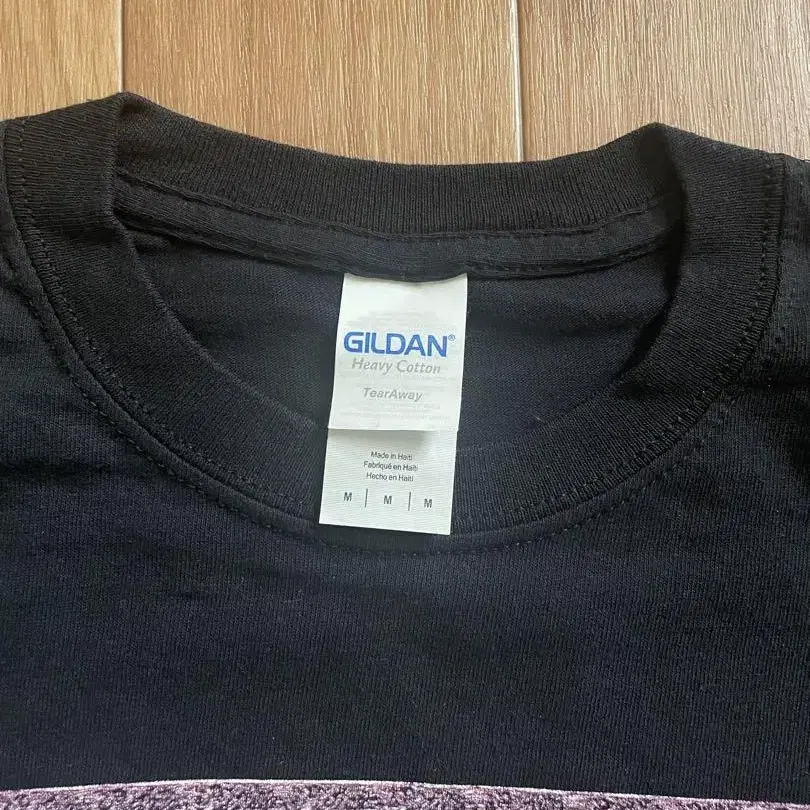 GILDAN®
Heavy Cotton
TearAway
Made in Haiti
Fabriqué en Haïti
Hecho en Haití
M | M | M